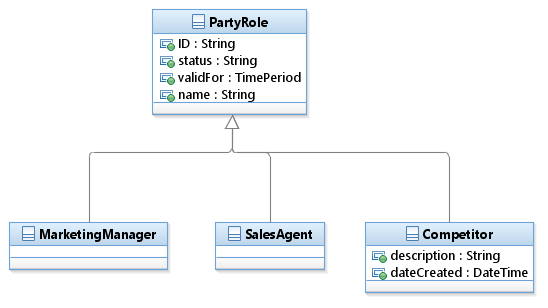 PartyRole
ID : String
status : String
validFor : TimePeriod
name : String
MarketingManager
SalesAgent
Competitor
description : String
dateCreated : DateTime